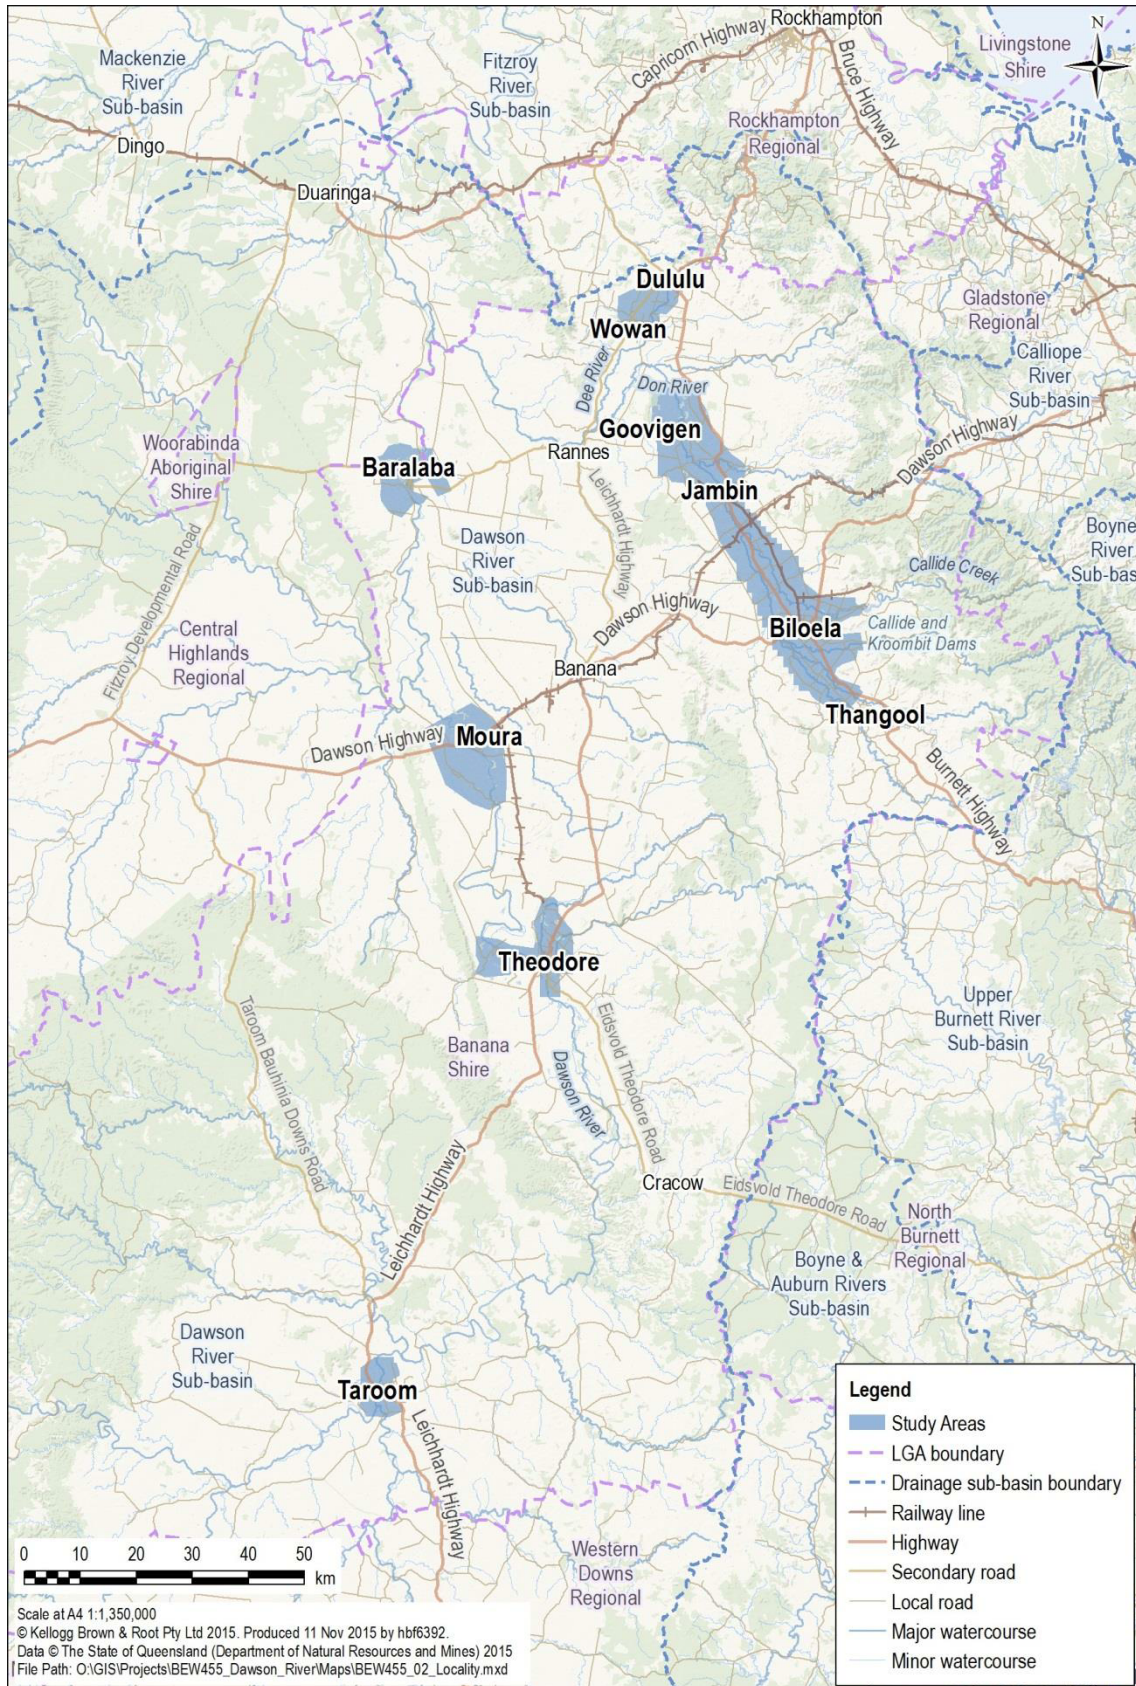 Rockhampton
N
Mackenzie
River
Sub-basin
Fitzroy
River
Sub-basin
Capricorn Highway
Bruce Highway
Livingstone
Shire
Rockhampton
Regional
Dingo
Duaringa
Dululu
Wowan
Gladstone
Regional
Calliope
River
Sub-basin
Dee River
Don River
Goovigen
Rannes
Woorabinda
Aboriginal
Shire
Baralaba
Jambin
Dawson Highway
Leichhardt Highway
Dawson
River
Sub-basin
Boyne
River
Sub-bas
Callide Creek
Fitzroy Developmental Road
Central
Highlands
Regional
Dawson Highway
Biloela
Callide and
Kroombit Dams
Banana
Thangool
Moura
Dawson Highway
Burnett Highway
Theodore
Upper
Burnett River
Sub-basin
Taroom Bauhinia Downs Road
Banana
Shire
Dawson River
Eidsvold Theodore Road
Leichhardt Highway
Cracow
Eidsvold Theodore Road
North
Burnett
Regional
Boyne &
Auburn Rivers
Sub-basin
Dawson
River
Sub-basin
Taroom
Leichhardt Highway
Western
Downs
Regional
Legend
Study Areas
LGA boundary
Drainage sub-basin boundary
Railway line
Highway
Secondary road
Local road
Major watercourse
Minor watercourse
0 10 20 30 40 50
km
Scale at A4 1:1,350,000
© Kellogg Brown & Root Pty Ltd 2015. Produced 11 Nov 2015 by hbf6392.
Data © The State of Queensland (Department of Natural Resources and Mines) 2015
File Path: O:\GIS\Projects\BEW455_Dawson_River\Maps\BEW455_02_Locality.mxd